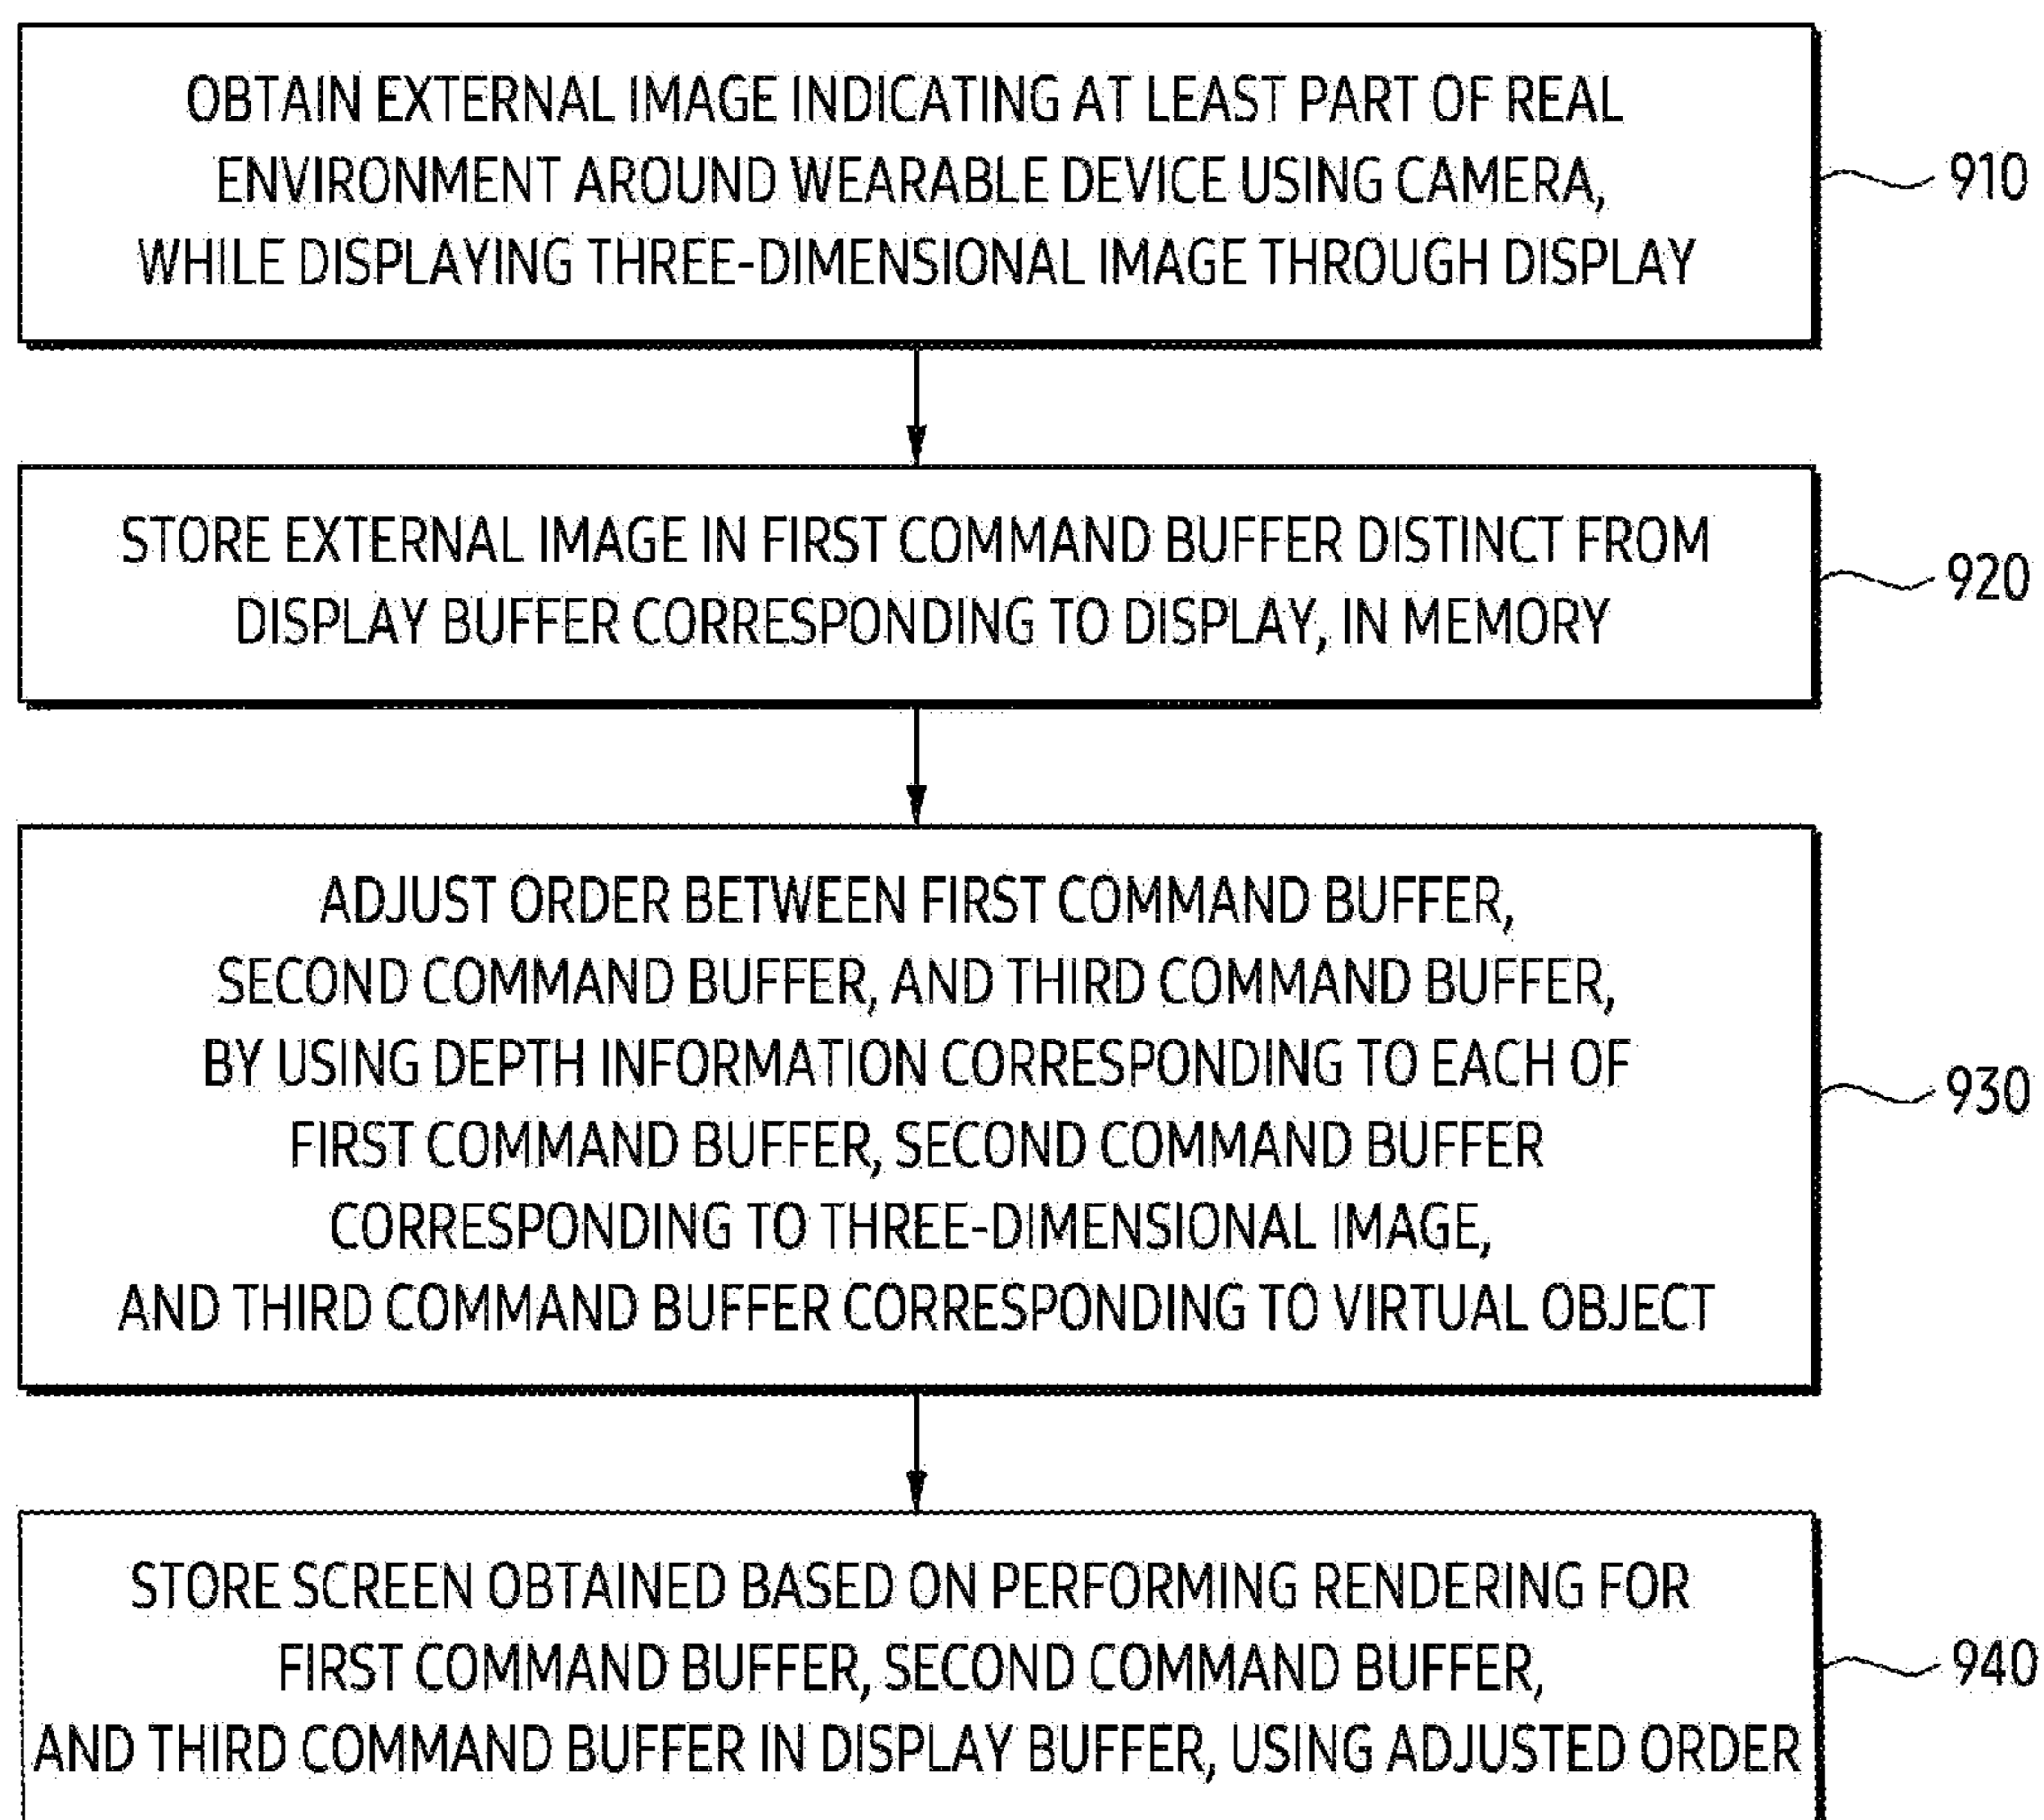 OBTAIN EXTERNAL IMAGE INDICATING AT LEAST PART OF REAL
ENVIRONMENT AROUND WEARABLE DEVICE USING CAMERA,
WHILE DISPLAYING THREE-DIMENSIONAL IMAGE THROUGH DISPLAY
910
STORE EXTERNAL IMAGE IN FIRST COMMAND BUFFER DISTINCT FROM
DISPLAY BUFFER CORRESPONDING TO DISPLAY, IN MEMORY
920
ADJUST ORDER BETWEEN FIRST COMMAND BUFFER,
SECOND COMMAND BUFFER, AND THIRD COMMAND BUFFER,
BY USING DEPTH INFORMATION CORRESPONDING TO EACH OF
FIRST COMMAND BUFFER, SECOND COMMAND BUFFER
CORRESPONDING TO THREE-DIMENSIONAL IMAGE,
AND THIRD COMMAND BUFFER CORRESPONDING TO VIRTUAL OBJECT
930
STORE SCREEN OBTAINED BASED ON PERFORMING RENDERING FOR
FIRST COMMAND BUFFER, SECOND COMMAND BUFFER,
AND THIRD COMMAND BUFFER IN DISPLAY BUFFER, USING ADJUSTED ORDER
940